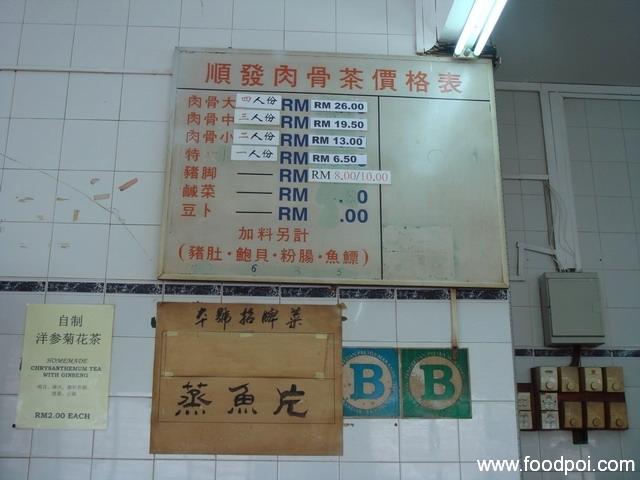 順發肉骨茶價格表
肉骨大 四人份 RM RM 26.00
肉骨中 三人份 RM RM 19.50
肉骨小 二人份 RM RM 13.00
特 一人份 RM RM 6.50
豬脚 —— RM RM 8.00/10.00
鹹菜 —— RM 0
豆卜 —— RM .00
加料另計
(豬肚·鮑貝·粉腸·魚鰾)
自制
洋参菊花茶
HOMEMADE
CHRYSANTHEMUM TEA
WITH GINSENG
RM2.00 EACH
本號招牌菜
蒸魚片
B
B
www.foodpoi.com